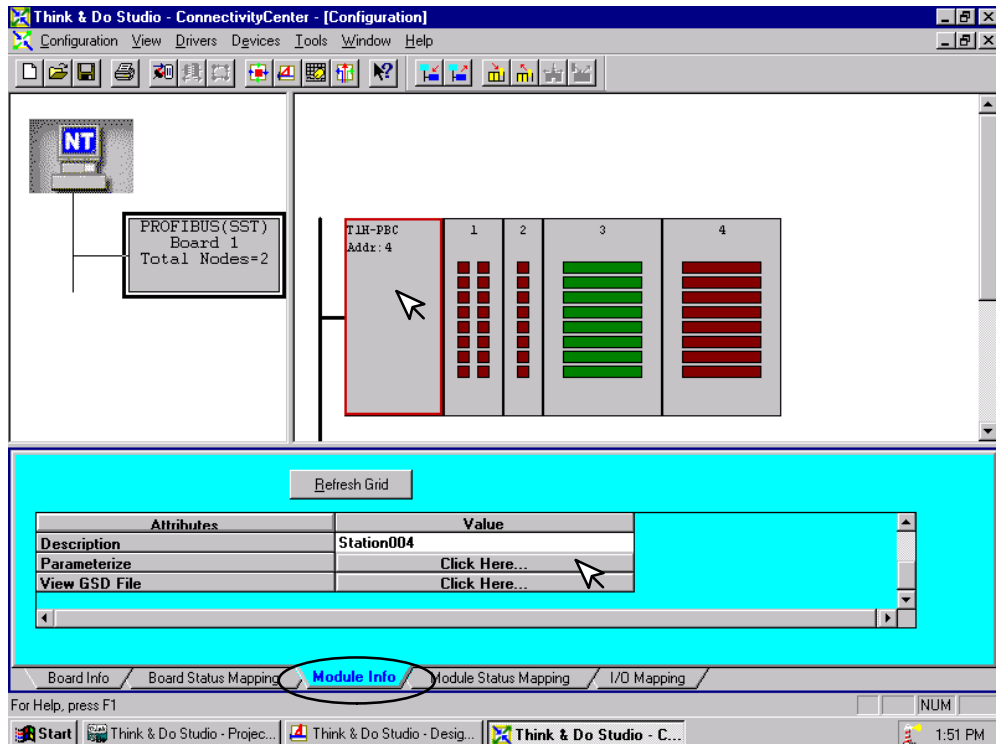 Think & Do Studio - ConnectivityCenter - [Configuration]
Configuration View Drivers Devices Tools Window Help
NT
PROFIBUS(SST)
Board 1
Total Nodes=2
T1H-PBC
Addr:4
1 2 3 4
Refresh Grid
Attributes Value
Description Station004
Parameterize Click Here...
View GSD File Click Here...
Board Info Board Status Mapping Module Info Module Status Mapping I/O Mapping
For Help, press F1 NUM
Start Think & Do Studio - Projec... Think & Do Studio - Desig... Think & Do Studio - C... 1:51 PM